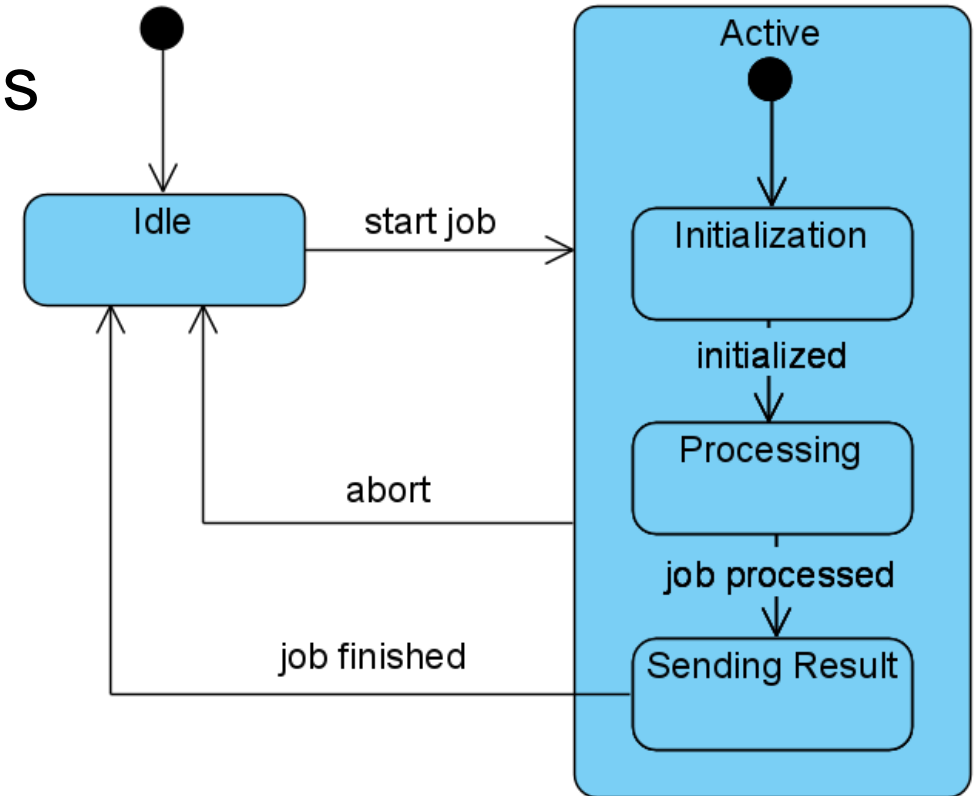 s
Active
Idle
start job
Initialization
initialized
Processing
abort
job processed
job finished
Sending Result